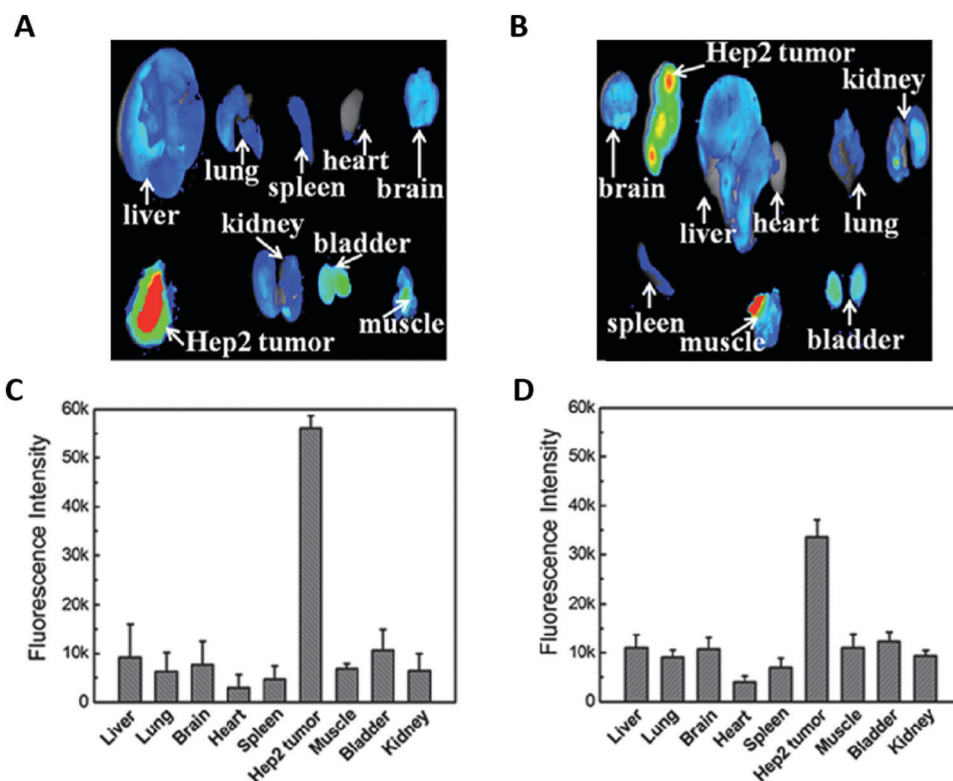 A
liver
lung
spleen
heart
brain
Hep2 tumor
kidney
bladder
muscle
B
brain
Hep2 tumor
liver
heart
lung
kidney
spleen
muscle
bladder
C
Fluorescence Intensity
60k
50k
40k
30k
20k
10k
0
Liver
Lung
Brain
Heart
Spleen
Hep2 tumor
Muscle
Bladder
Kidney
D
Fluorescence Intensity
60k
50k
40k
30k
20k
10k
0
Liver
Lung
Brain
Heart
Spleen
Hep2 tumor
Muscle
Bladder
Kidney